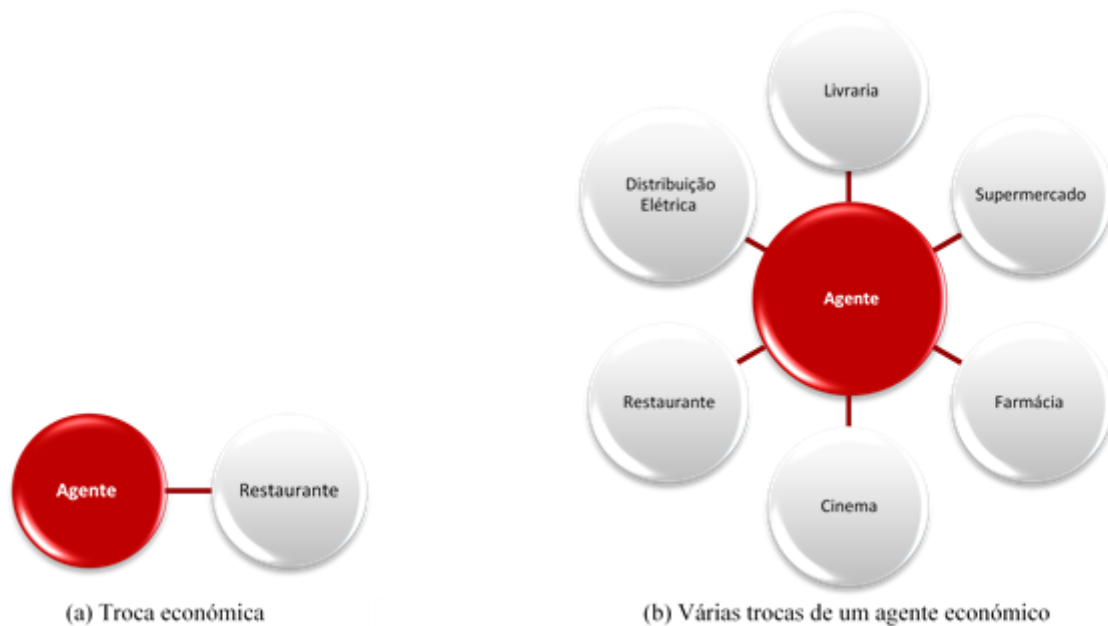 Livraria
Distribuição
Elétrica
Supermercado
Agente
Restaurante
Farmácia
Cinema
Agente
Restaurante
(a) Troca económica
(b) Várias trocas de um agente económico